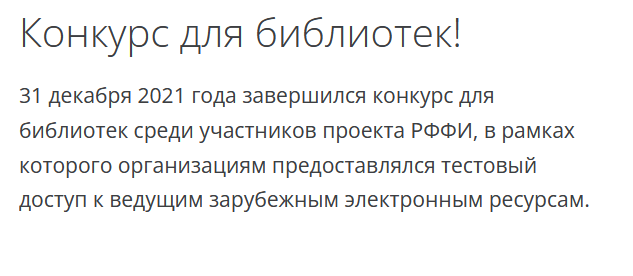 Конкурс для библиотек!
31 декабря 2021 года завершился конкурс для
библиотек среди участников проекта РФФИ, в рамках
которого организациям предоставлялся тестовый
доступ к ведущим зарубежным электронным ресурсам.